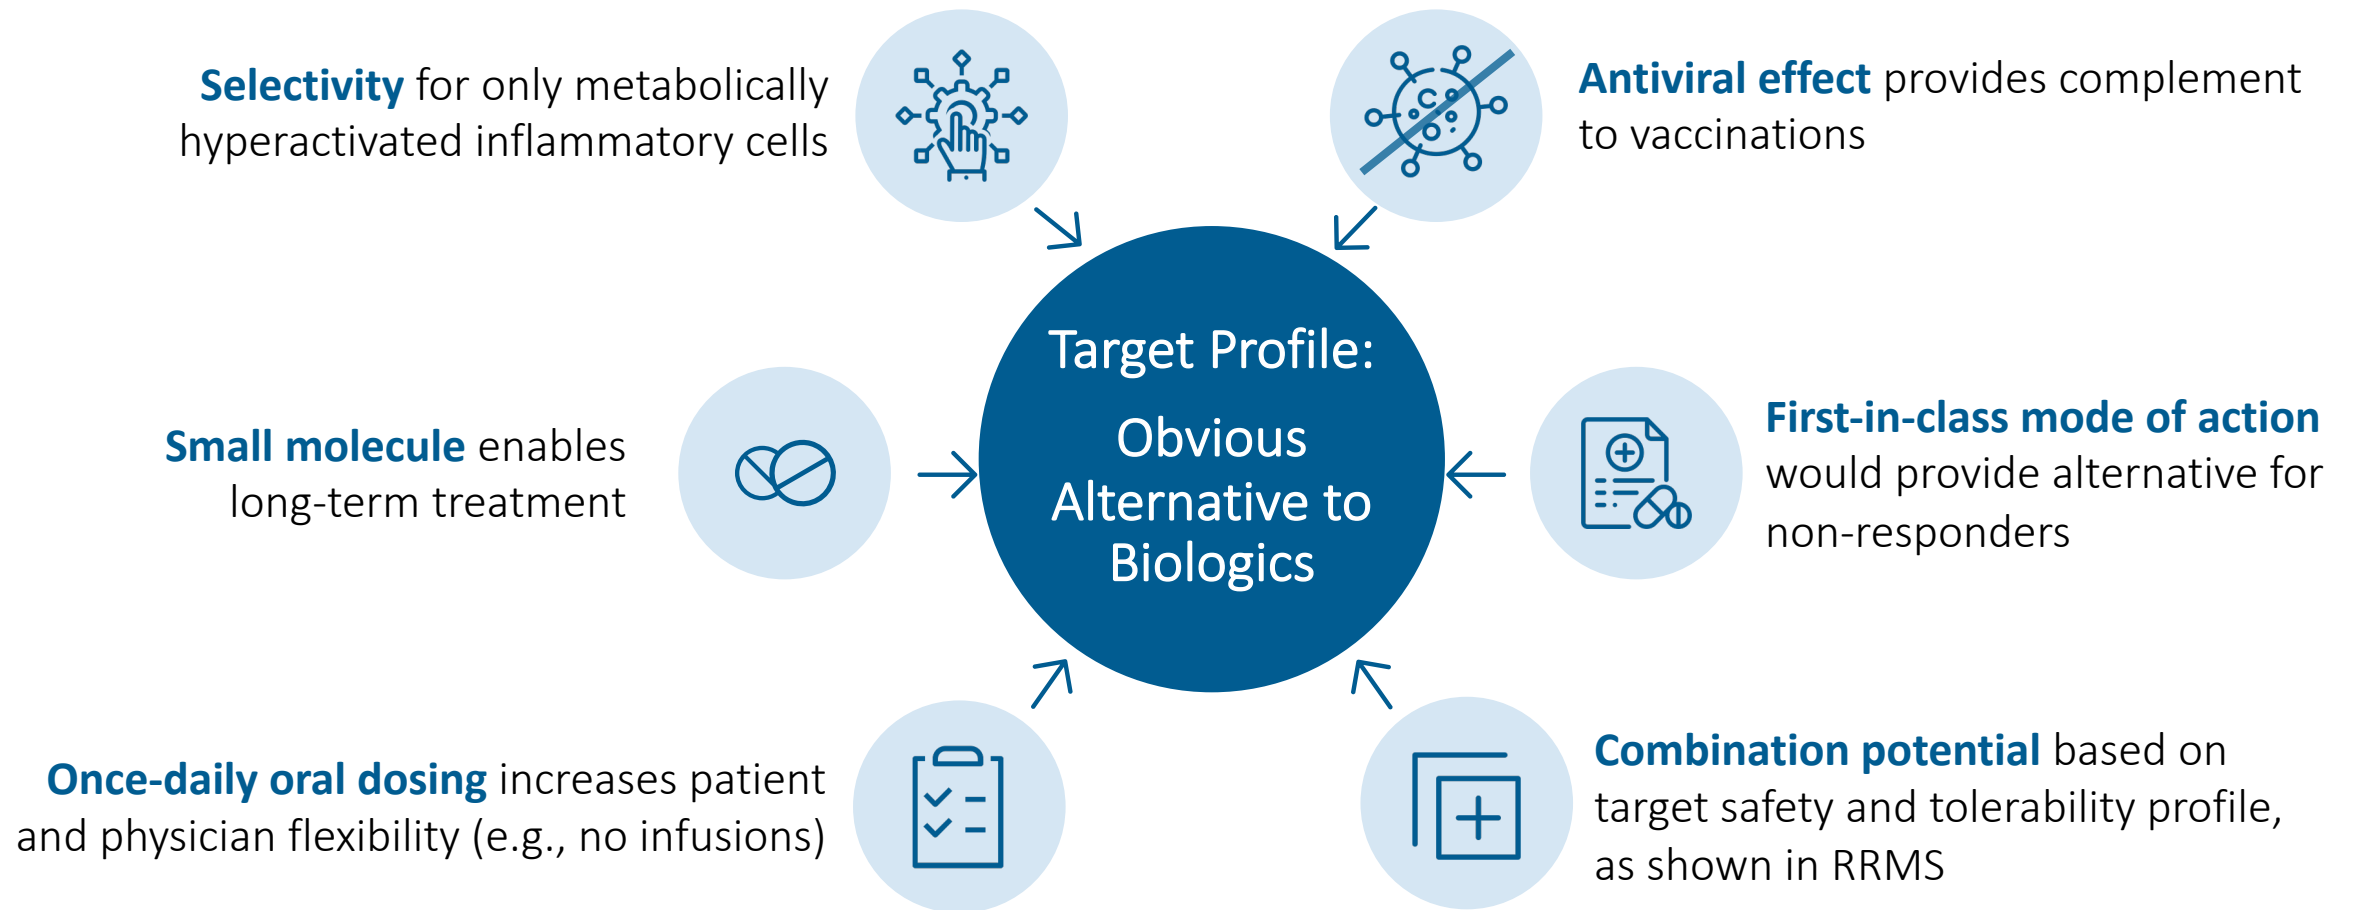 Selectivity for only metabolically
hyperactivated inflammatory cells
Antiviral effect provides complement
to vaccinations
Small molecule enables
long-term treatment
Target Profile:
Obvious
Alternative to
Biologics
First-in-class mode of action
would provide alternative for
non-responders
Once-daily oral dosing increases patient
and physician flexibility (e.g., no infusions)
Combination potential based on
target safety and tolerability profile,
as shown in RRMS